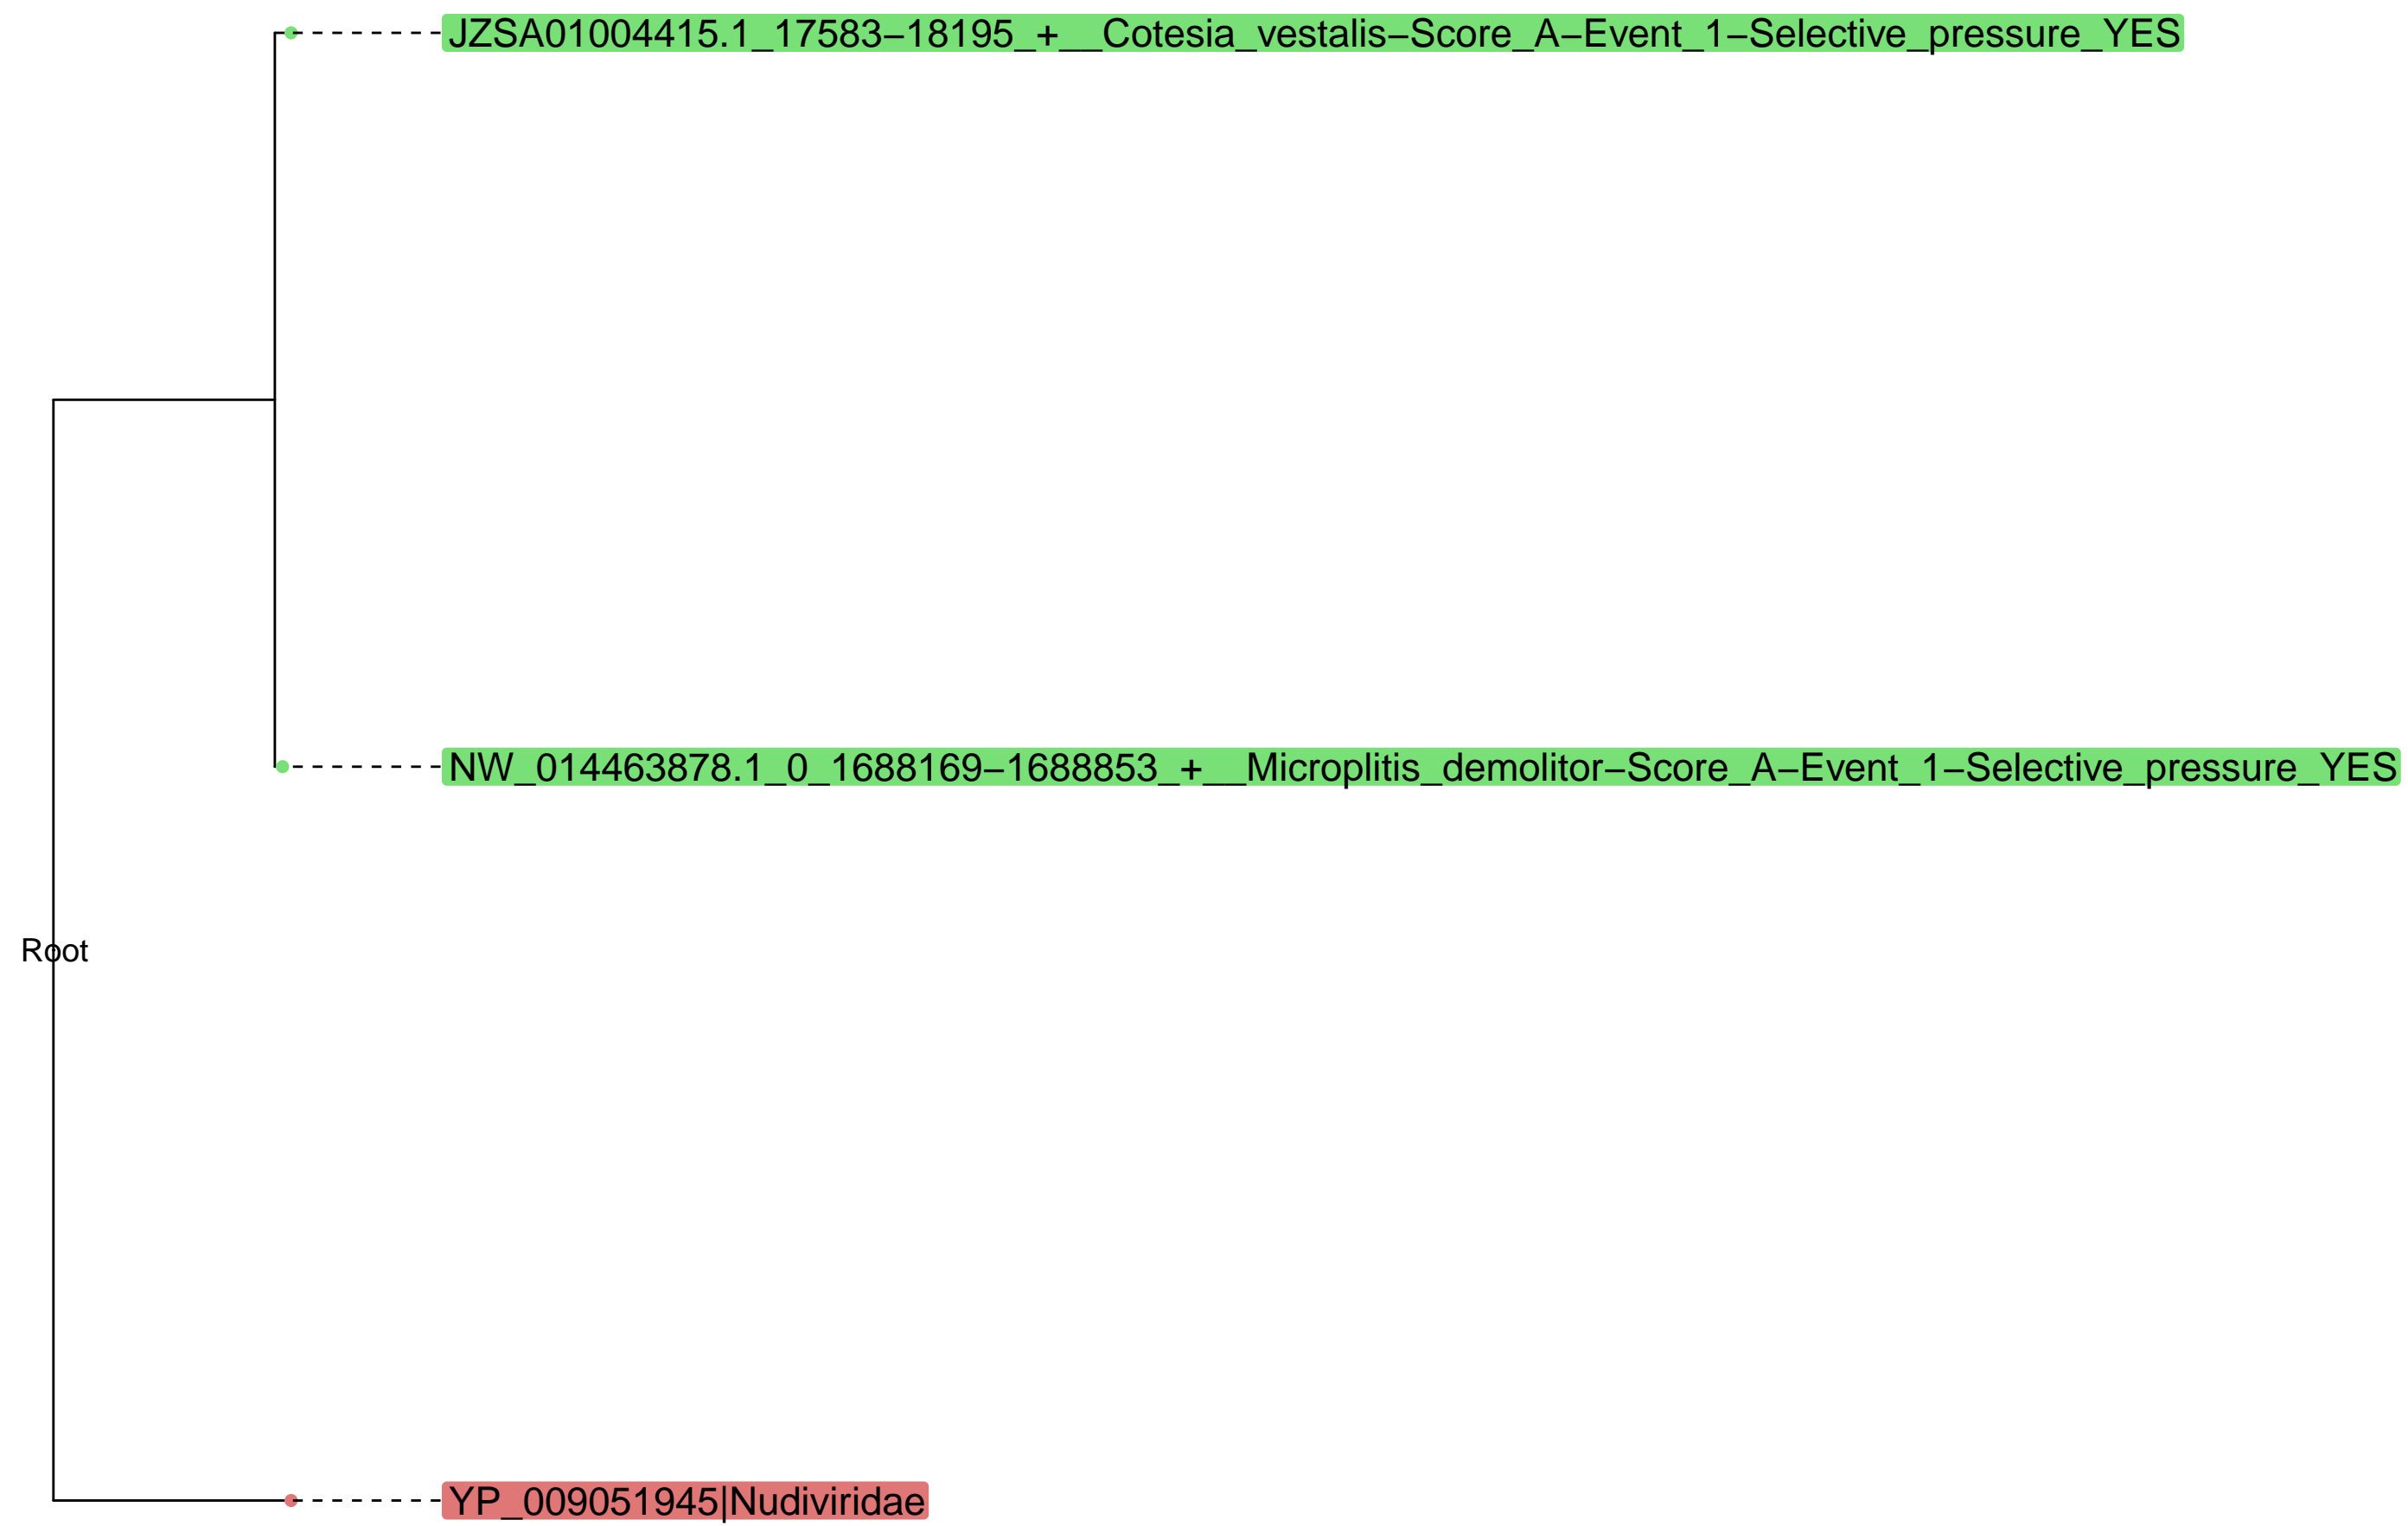 JZSA01004415.1_17583–18195_+__Cotesia_vestalis–Score_A–Event_1–Selective_pressure_YES
NW_014463878.1_0_1688169–1688853_+__Microplitis_demolitor–Score_A–Event_1–Selective_pressure_YES
Root
YP_009051945|Nudiviridae